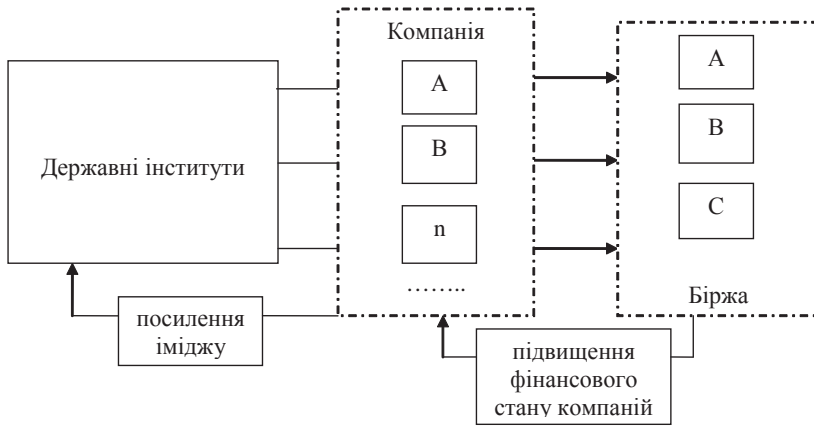 Державні інститути
посилення
іміджу
Компанія
А
В
n
……..
підвищення
фінансового
стану компаній
А
В
С
Біржа